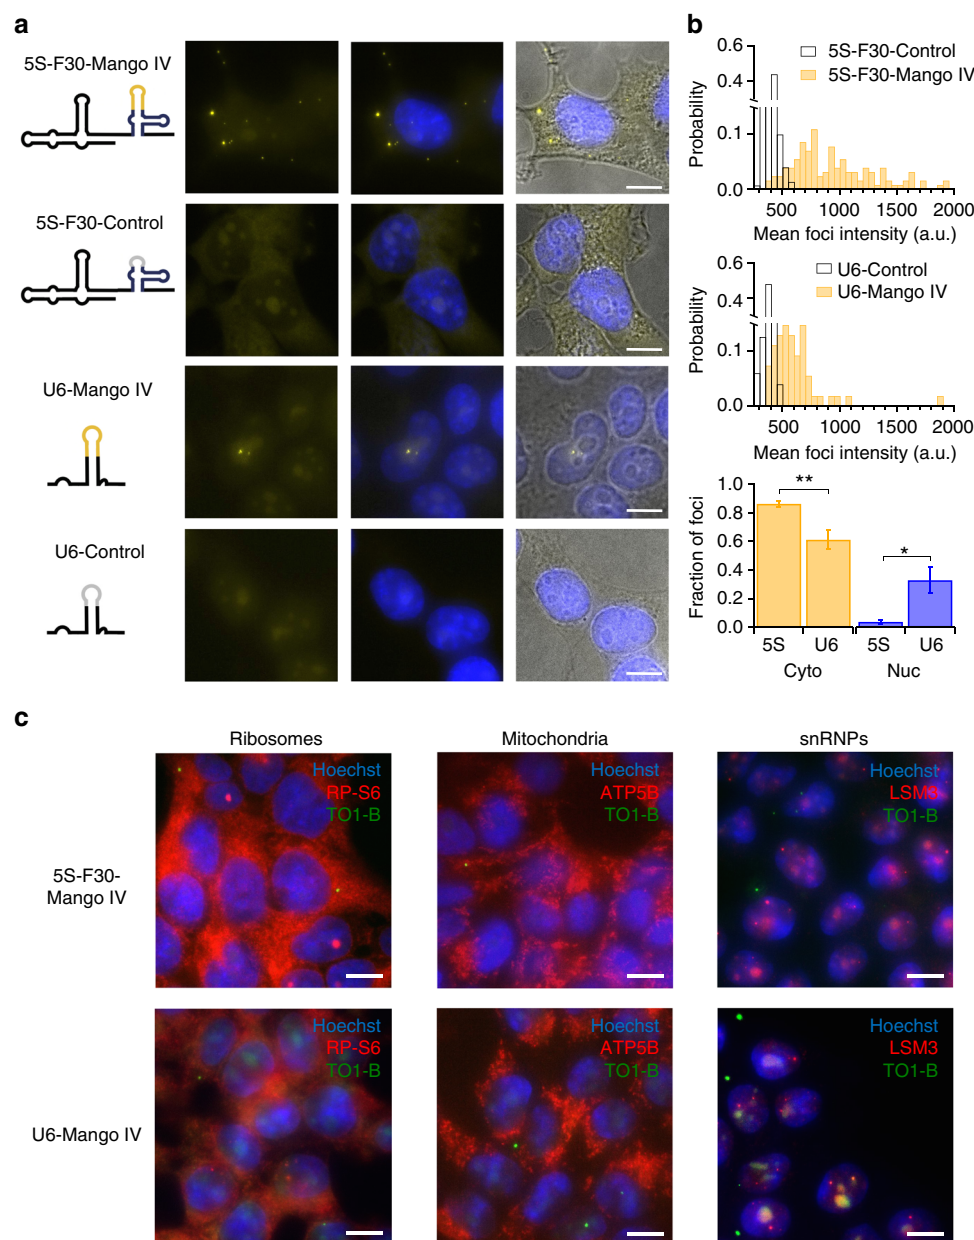 a
5S-F30-Mango IV
5S-F30-Control
U6-Mango IV
U6-Control
b
0.6
0.4
0.1
0.0
Probability
5S-F30-Control
5S-F30-Mango IV
500
1000
1500
2000
Mean foci intensity (a.u.)
0.6
0.4
0.1
0.0
Probability
U6-Control
U6-Mango IV
500
1000
1500
2000
Mean foci intensity (a.u.)
1.0
0.8
0.6
0.4
0.2
0.0
Fraction of foci
**
*
5S
U6
5S
U6
Cyto
Nuc
c
Ribosomes
Mitochondria
snRNPs
5S-F30-
Mango IV
Hoechst
RP-S6
TO1-B
Hoechst
ATP5B
TO1-B
Hoechst
LSM3
TO1-B
U6-Mango IV
Hoechst
RP-S6
TO1-B
Hoechst
ATP5B
TO1-B
Hoechst
LSM3
TO1-B